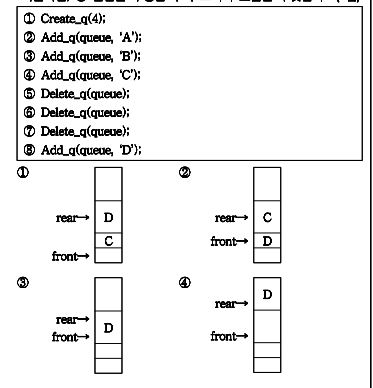 ① Create_q(4);
② Add_q(queue, 'A');
③ Add_q(queue, 'B');
④ Add_q(queue, 'C');
⑤ Delete_q(queue);
⑥ Delete_q(queue);
⑦ Delete_q(queue);
⑧ Add_q(queue, 'D');
① ②
rear→ D rear→ C
C front→ D
front→
③ ④
D
rear→
rear→
D
front→ front→